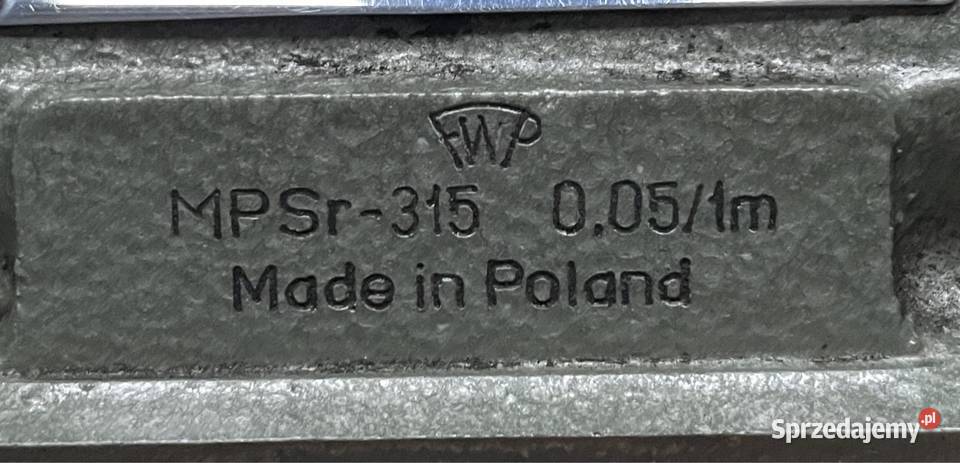 FWP
MPSr-315 0,05/1m
Made in Poland
Sprzedajemy.pl